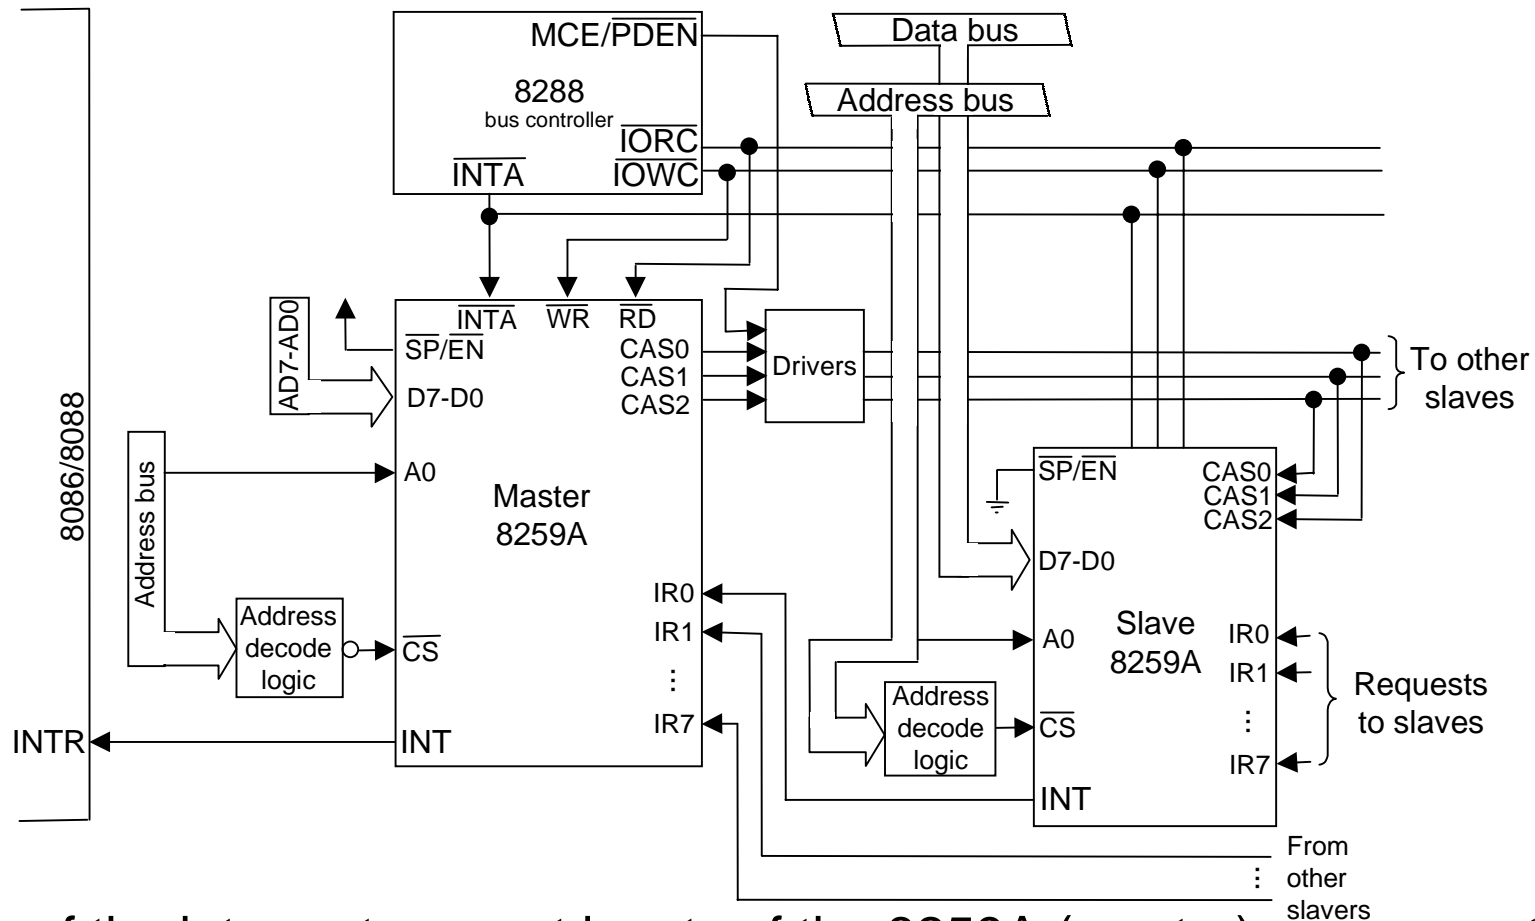 MCE/PDEN
8288
bus controller
IORC
IOWC
INTA
Data bus
Address bus
8086/8088
INTR
AD7-AD0
Address bus
Address
decode
logic
INTA
WR
RD
SP/EN
D7-D0
A0
CS
INT
Master
8259A
CAS0
CAS1
CAS2
IR0
IR1
⋮
IR7
Drivers
To other
slaves
SP/EN
D7-D0
A0
CS
INT
Slave
8259A
CAS0
CAS1
CAS2
IR0
IR1
⋮
IR7
Address
decode
logic
Requests
to slaves
From
⋮ other
slavers